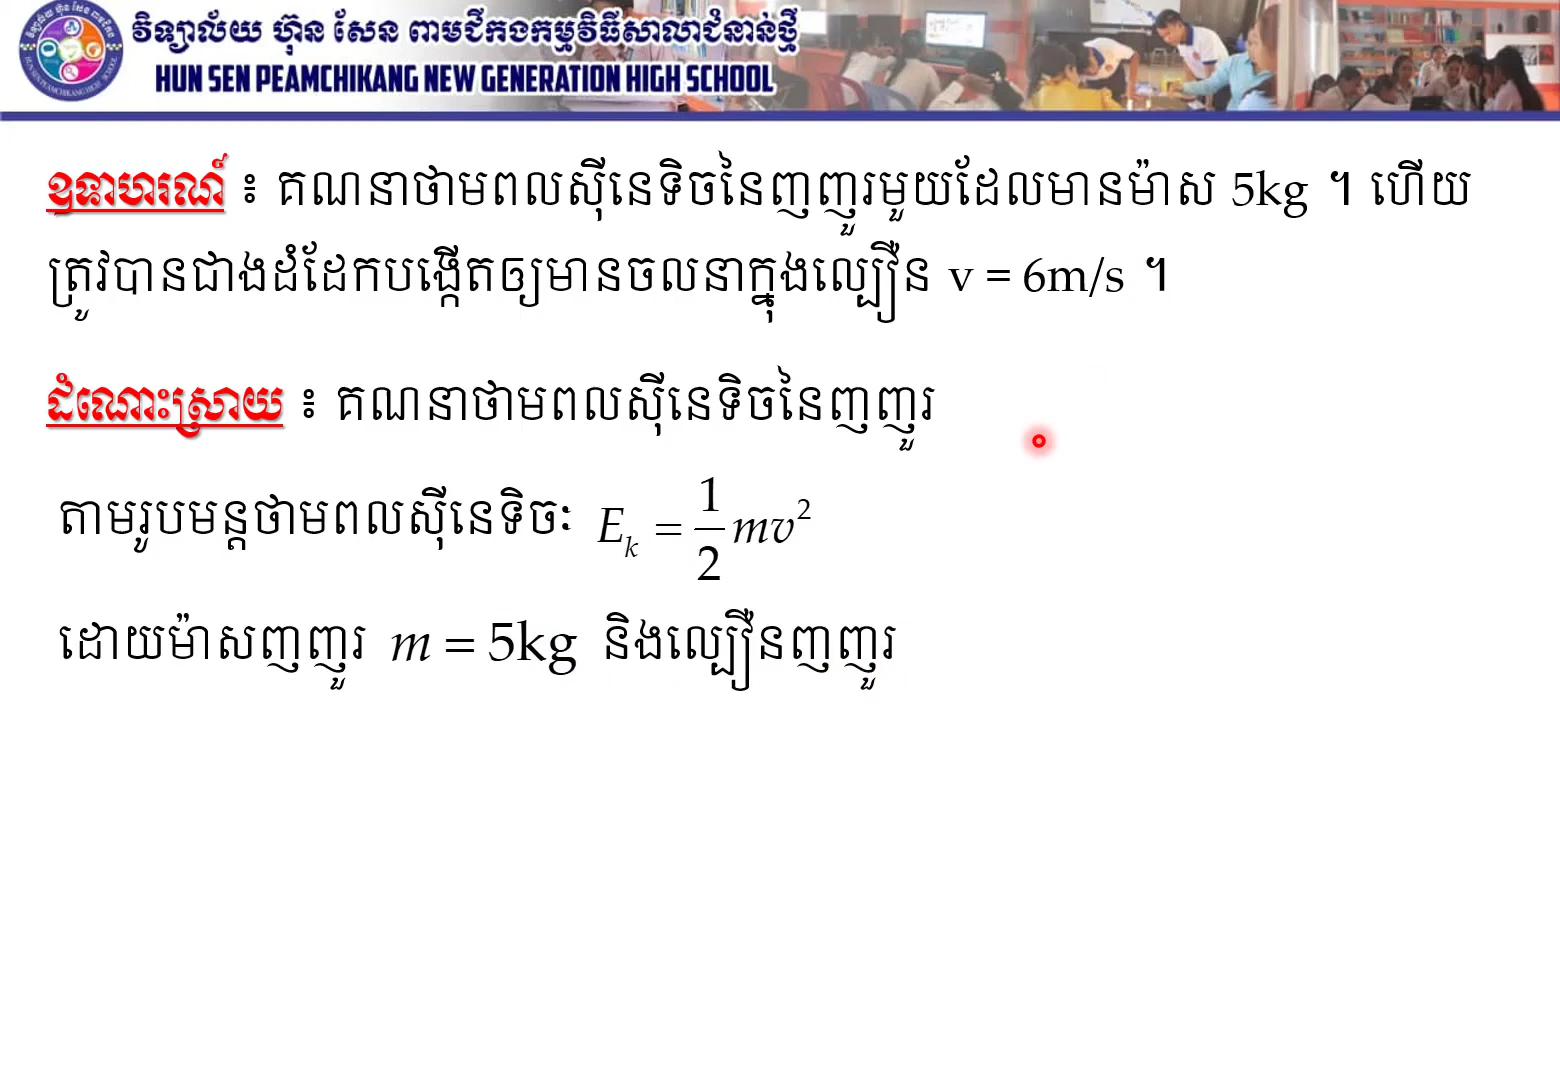 វិទ្យាល័យ ហ៊ុន សែន ពាមជីកងកម្មវិធីសាលាជំនាន់ថ្មី
HUN SEN PEAMCHIKANG NEW GENERATION HIGH SCHOOL
ឧទាហរណ៍ ៖ គណនាថាមពលស៊ីនេទិចនៃញញួរមួយដែលមានម៉ាស 5kg ។ ហើយ
ត្រូវបានជាងដំដែកបង្កើតឲ្យមានចលនាក្នុងល្បឿន v = 6m/s ។
ដំណោះស្រាយ ៖ គណនាថាមពលស៊ីនេទិចនៃញញួរ
តាមរូបមន្តថាមពលស៊ីនេទិចៈ E_k = 1/2 mv²
ដោយម៉ាសញញួរ m = 5kg និងល្បឿនញញួរ